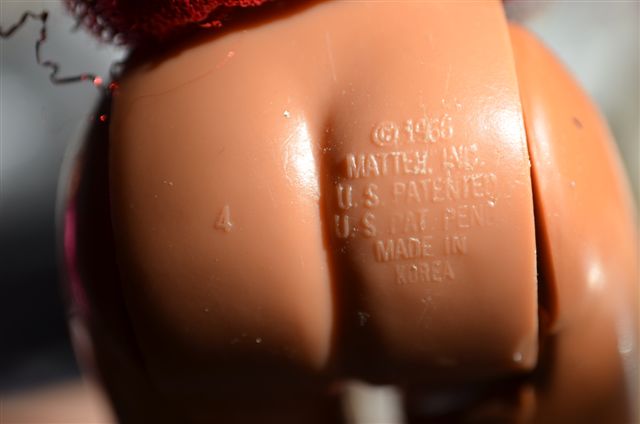 © 1966
MATTEL, INC.
U.S. PATENTED
U.S. PAT. PEND.
MADE IN
KOREA
4